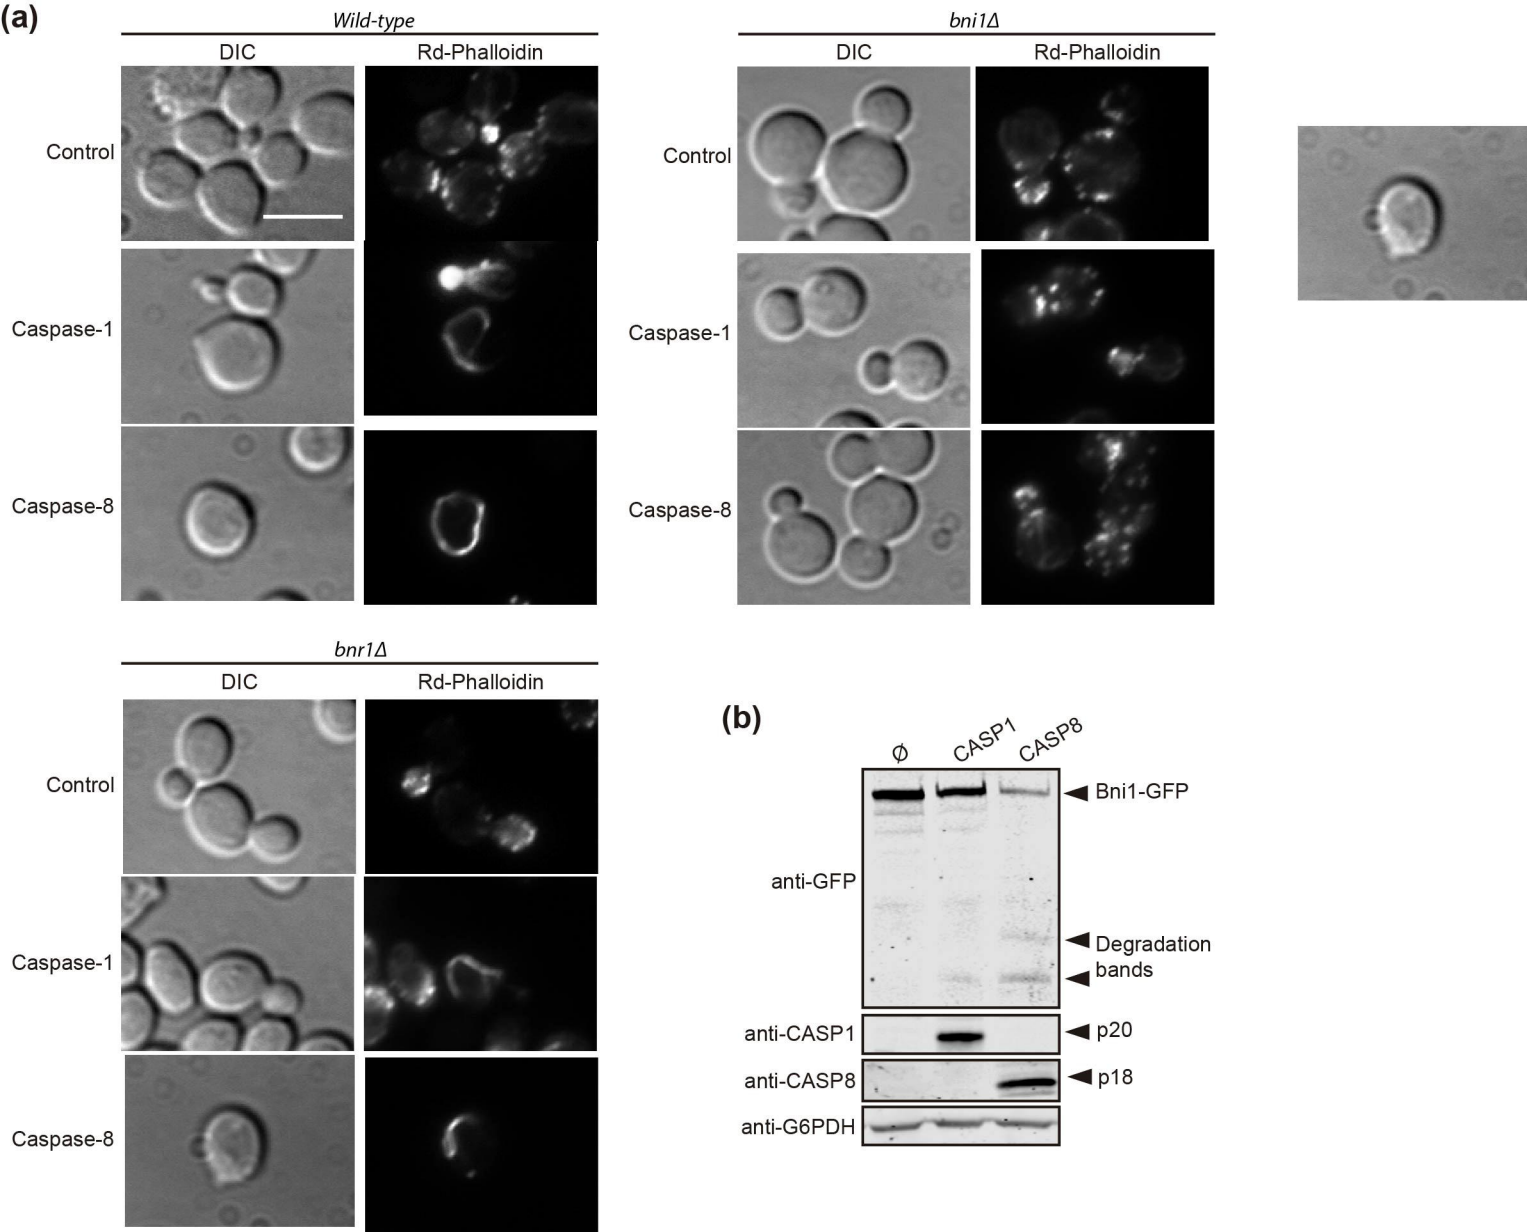 (a)
Wild-type
DIC
Rd-Phalloidin
Control
Caspase-1
Caspase-8
bni1Δ
DIC
Rd-Phalloidin
Control
Caspase-1
Caspase-8
bnr1Δ
DIC
Rd-Phalloidin
Control
Caspase-1
Caspase-8
(b)
Ø
CASP1
CASP8
Bni1-GFP
anti-GFP
Degradation
bands
anti-CASP1
p20
anti-CASP8
p18
anti-G6PDH